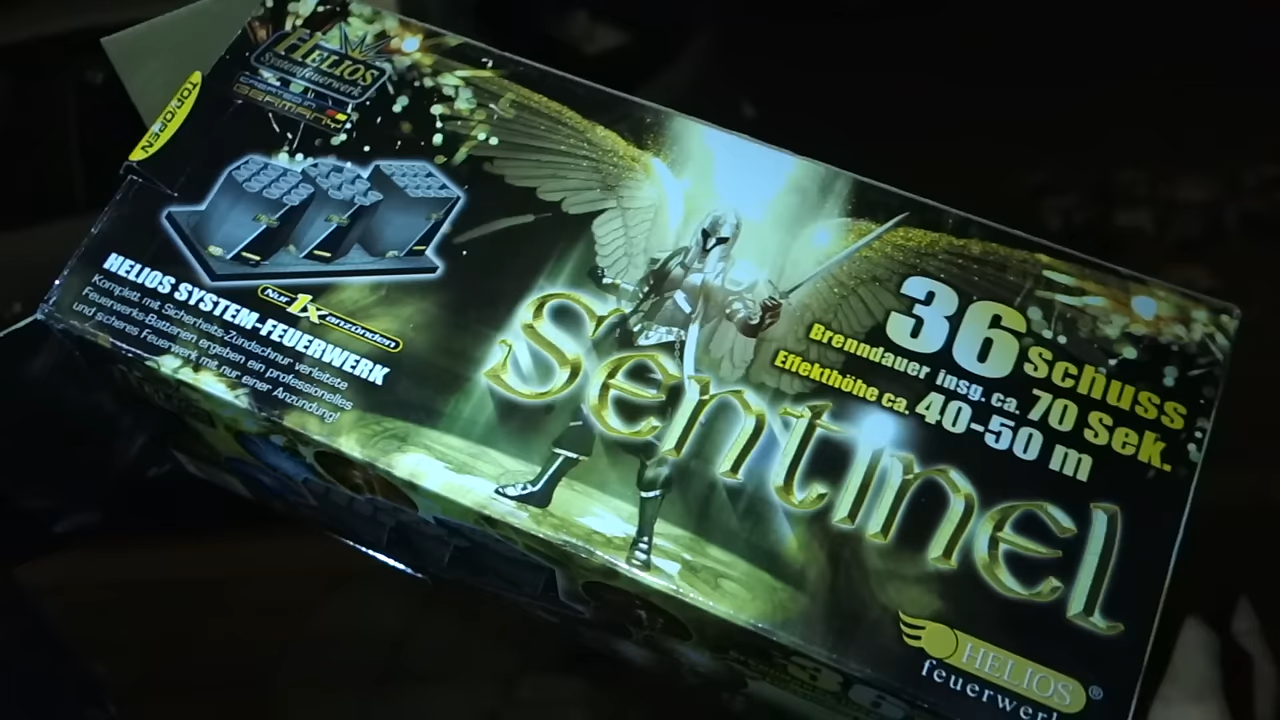 HELIOS
Systemfeuerwerk
CREATED IN
GERMANY
TOP/OPEN
HELIOS SYSTEM-FEUERWERK
Nur 1x anzünden
Komplett mit Sicherheits-Zündschnur verleitete
Feuerwerks-Batterien ergeben ein professionelles
und sicheres Feuerwerk mit nur einer Anzündung!
Sentinel
36 Schuss
Brenndauer insg. ca. 70 Sek.
Effekthöhe ca. 40-50 m
HELIOS ®
feuerwerk
36